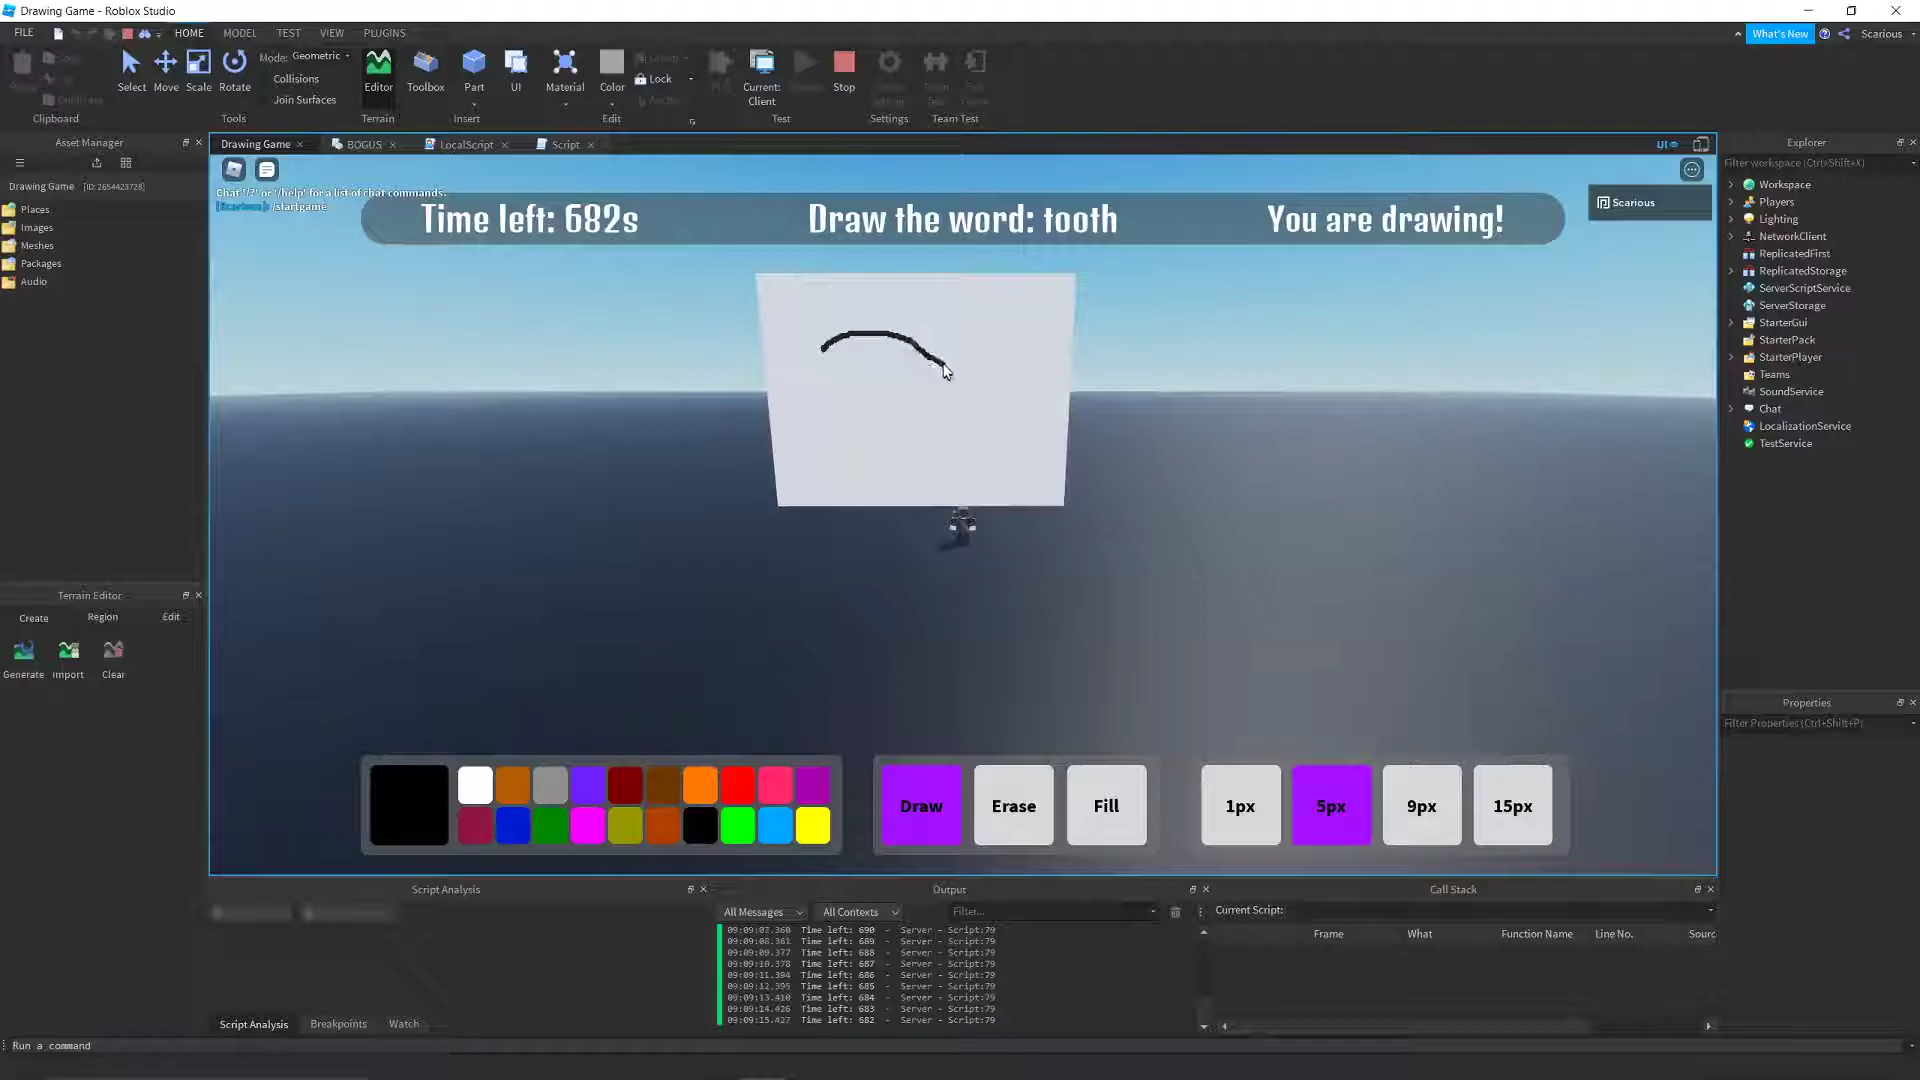 Drawing Game - Roblox Studio
FILE HOME MODEL TEST VIEW PLUGINS What's New Scarious
Select Move Scale Rotate Mode: Geometric Collisions Join Surfaces Editor Toolbox Part UI Material Color Lock Current: Client Stop
Clipboard Tools Terrain Insert Edit Test Settings Team Test
Asset Manager
Drawing Game [ID: 2654423728]
Places
Images
Meshes
Packages
Audio
Terrain Editor
Create Region Edit
Generate Import Clear
Drawing Game BOGUS LocalScript Script UI
Chat '/?' or '/help' for a list of chat commands.
[Scarious]: /startgame
Time left: 682s Draw the word: tooth You are drawing!
Scarious
Draw Erase Fill 1px 5px 9px 15px
Explorer
Filter workspace (Ctrl+Shift+X)
Workspace
Players
Lighting
NetworkClient
ReplicatedFirst
ReplicatedStorage
ServerScriptService
ServerStorage
StarterGui
StarterPack
StarterPlayer
Teams
SoundService
Chat
LocalizationService
TestService
Properties
Filter Properties (Ctrl+Shift+P)
Script Analysis
Script Analysis Breakpoints Watch
Output
All Messages All Contexts Filter...
09:09:07.360 Time left: 690 - Server - Script:79
09:09:08.361 Time left: 689 - Server - Script:79
09:09:09.377 Time left: 688 - Server - Script:79
09:09:10.378 Time left: 687 - Server - Script:79
09:09:11.394 Time left: 686 - Server - Script:79
09:09:12.395 Time left: 685 - Server - Script:79
09:09:13.410 Time left: 684 - Server - Script:79
09:09:14.426 Time left: 683 - Server - Script:79
09:09:15.427 Time left: 682 - Server - Script:79
Call Stack
Current Script:
Frame What Function Name Line No. Sourc
Run a command